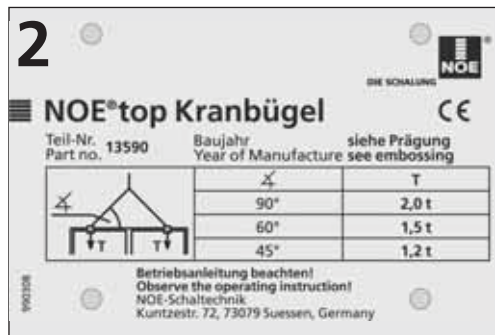 2
NOE®
DIE SCHALUNG
NOE®top Kranbügel CE
Teil-Nr. 13590 Baujahr siehe Prägung
Part no. Year of Manufacture see embossing
∡ T
90° 2,0 t
60° 1,5 t
45° 1,2 t
∡ T T
Betriebsanleitung beachten!
Observe the operating instruction!
NOE-Schaltechnik
Kuntzestr. 72, 73079 Suessen, Germany